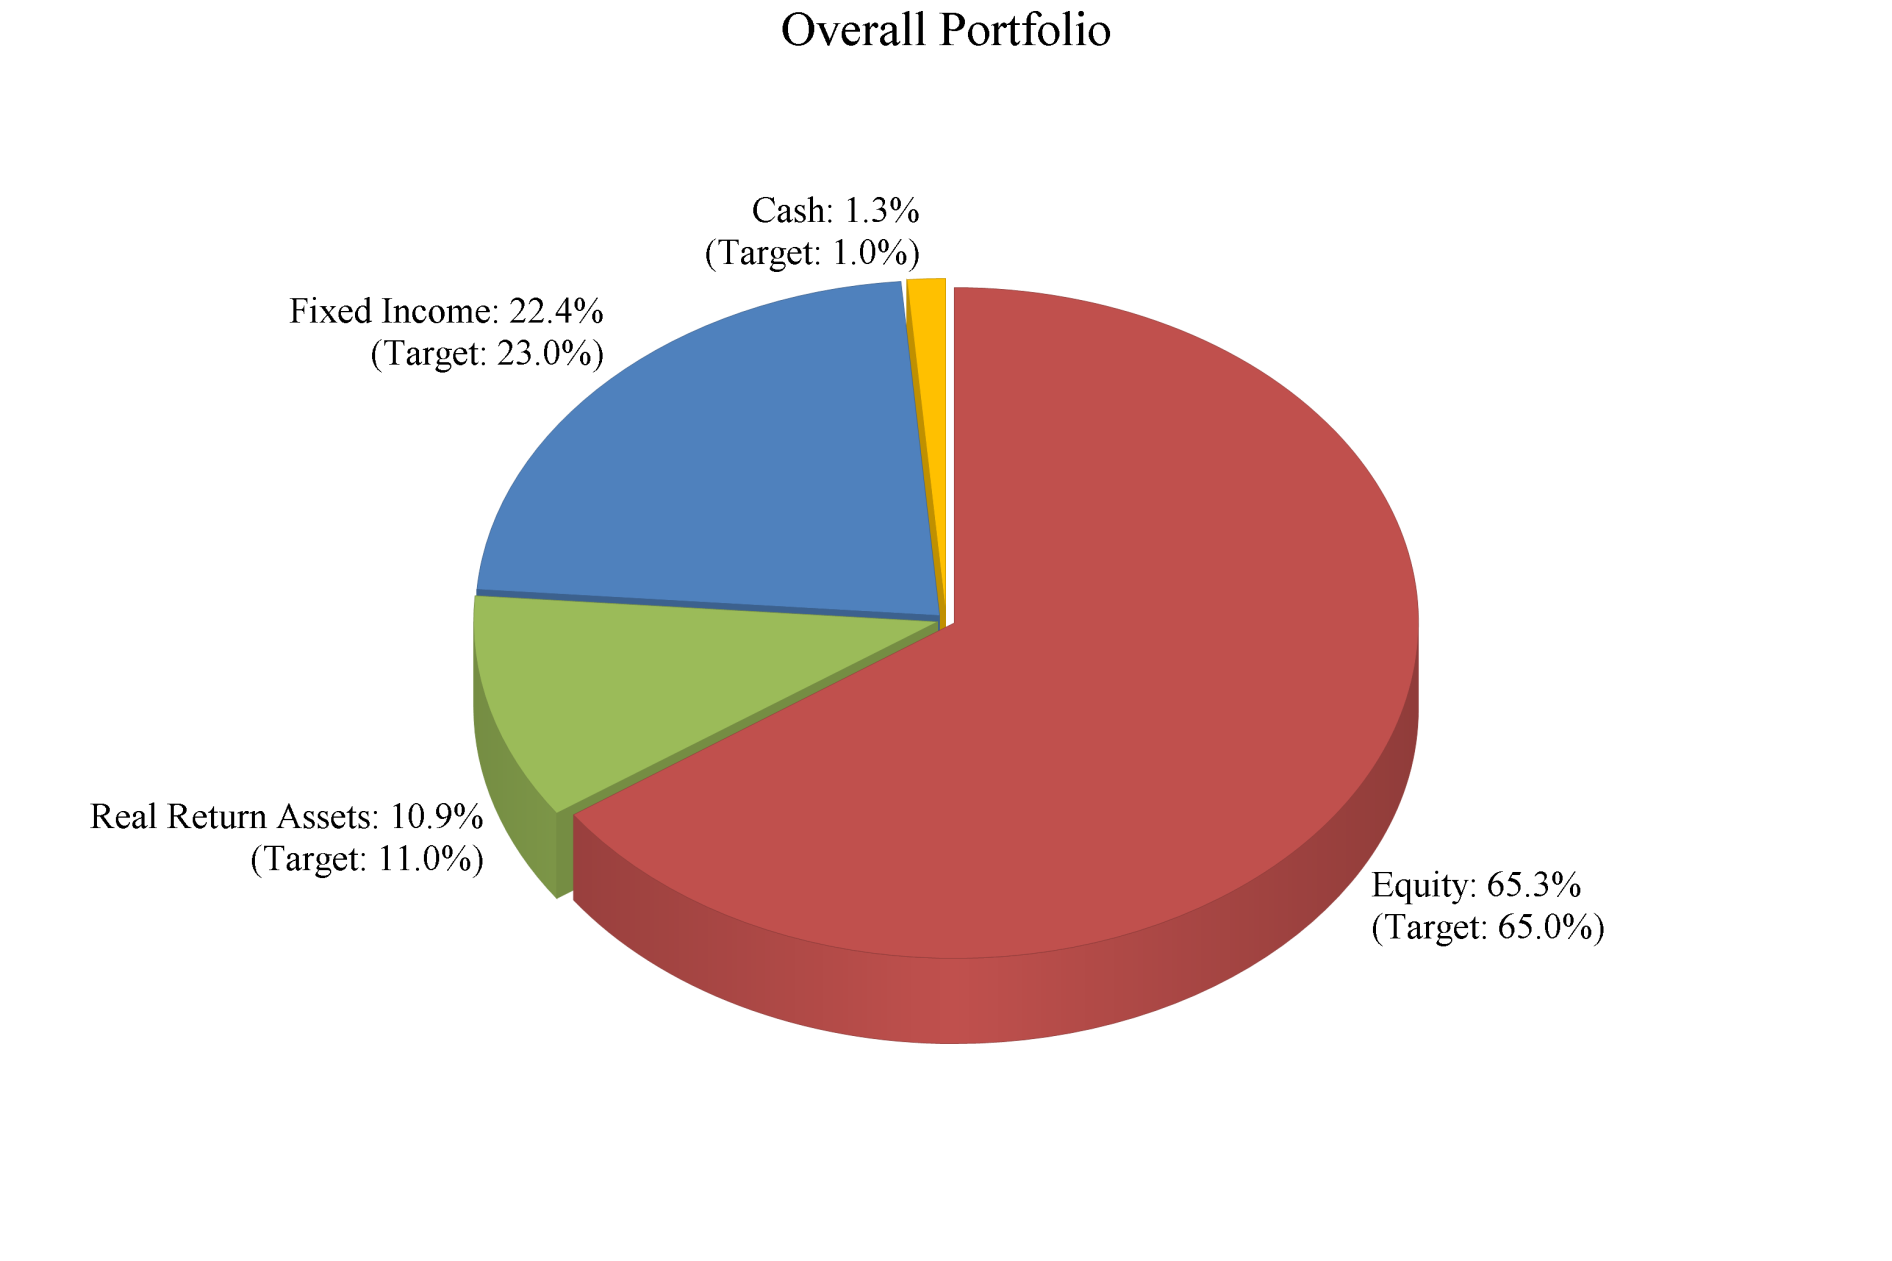 Overall Portfolio
Cash: 1.3%
(Target: 1.0%)
Fixed Income: 22.4%
(Target: 23.0%)
Real Return Assets: 10.9%
(Target: 11.0%)
Equity: 65.3%
(Target: 65.0%)